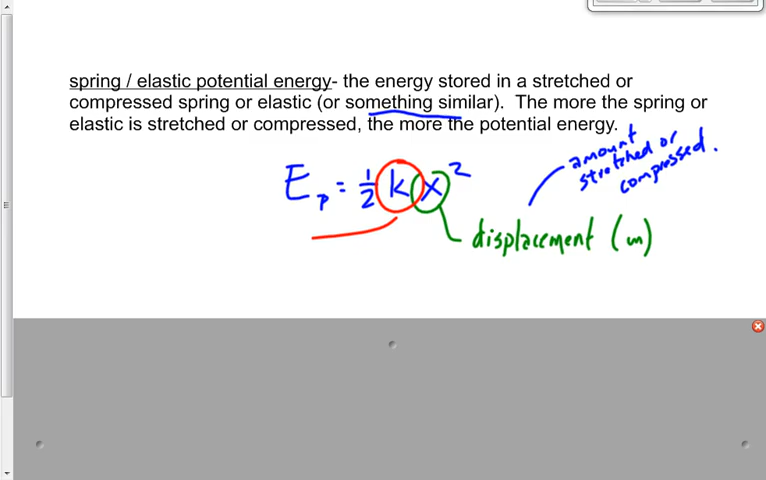 spring / elastic potential energy- the energy stored in a stretched or
compressed spring or elastic (or something similar).  The more the spring or
elastic is stretched or compressed, the more the potential energy.
amount
stretched or
compressed.
Eₚ = ½ k x²
displacement (m)